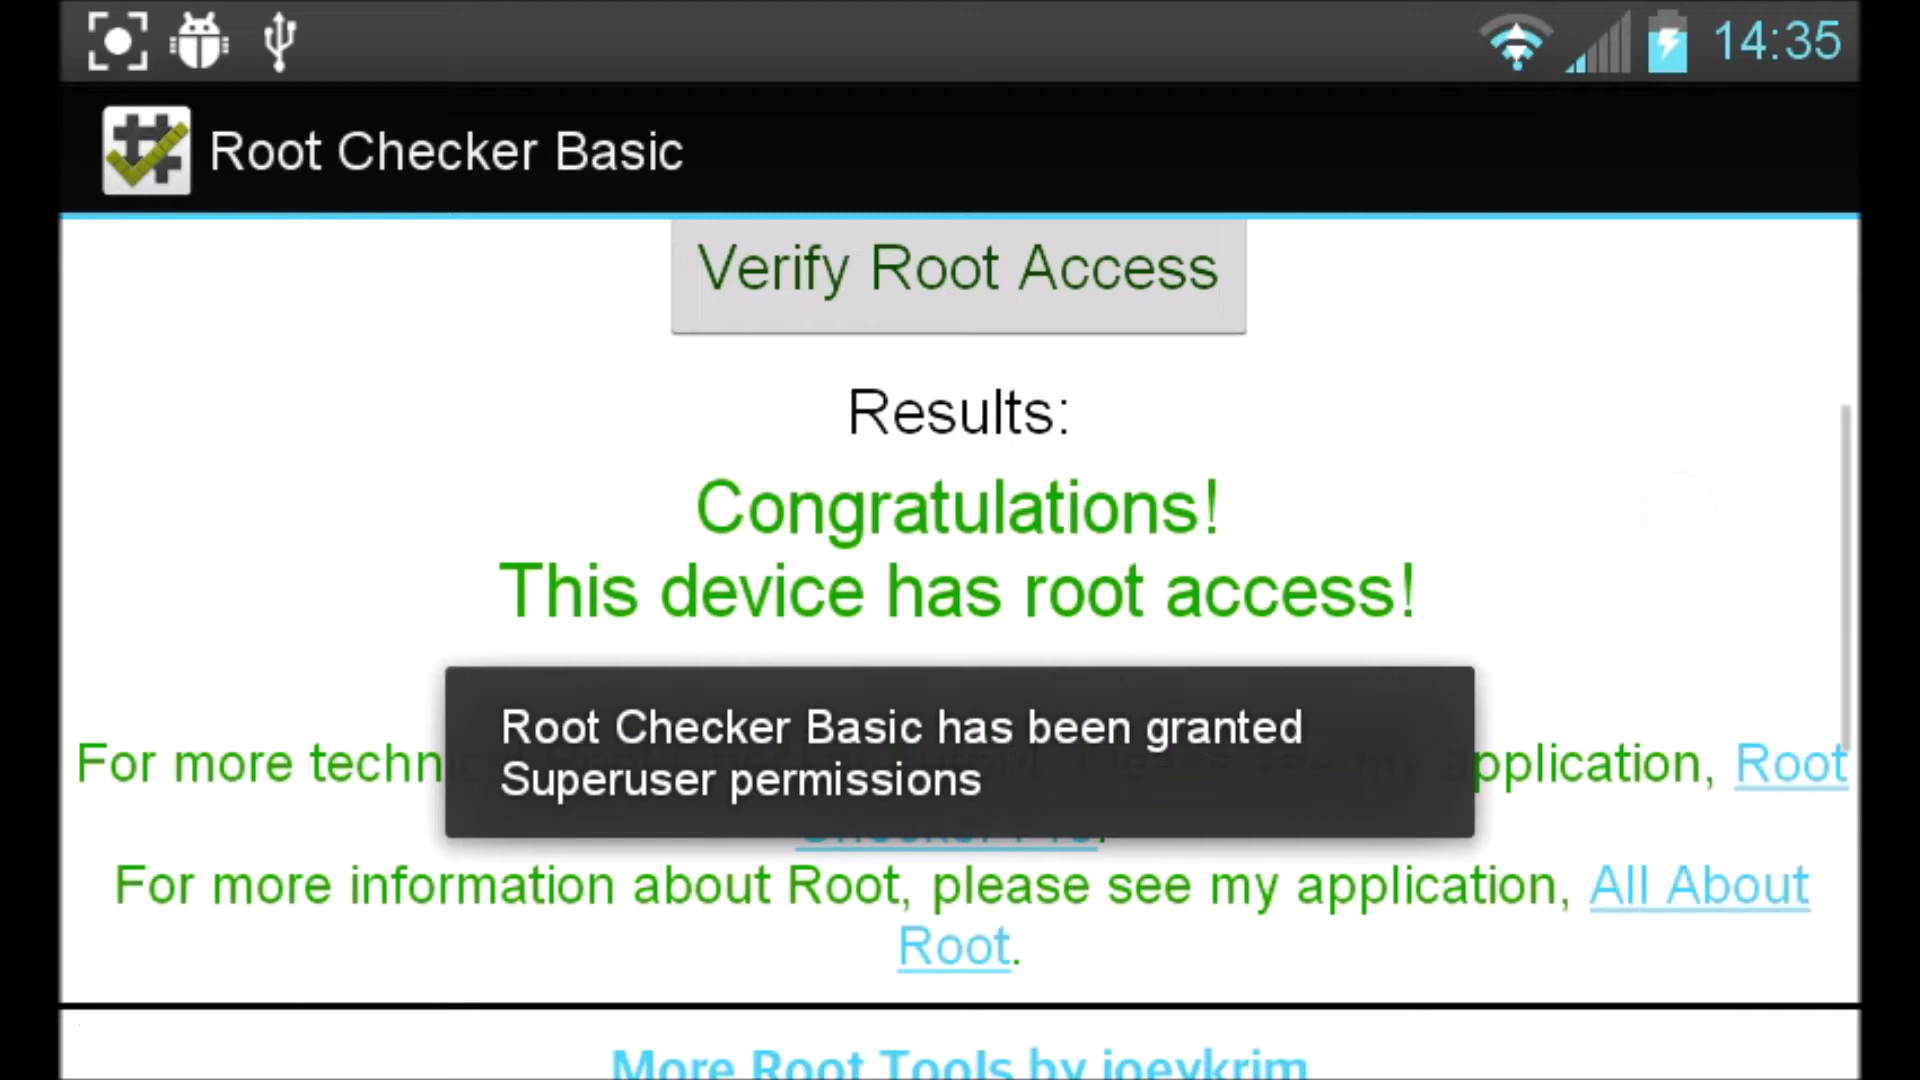 14:35
Root Checker Basic
Verify Root Access
Results:
Congratulations!
This device has root access!
Root Checker Basic has been granted
Superuser permissions
For more techn
application, Root
For more information about Root, please see my application, All About
Root.
More Root Tools by joeykrim